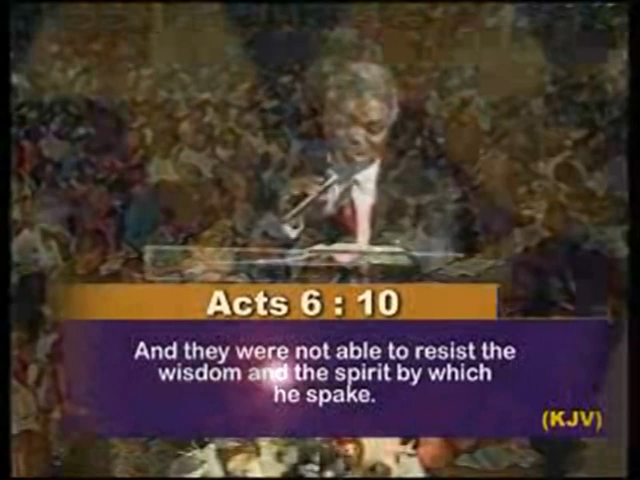 Acts 6 : 10
And they were not able to resist the
wisdom and the spirit by which
he spake.
(KJV)